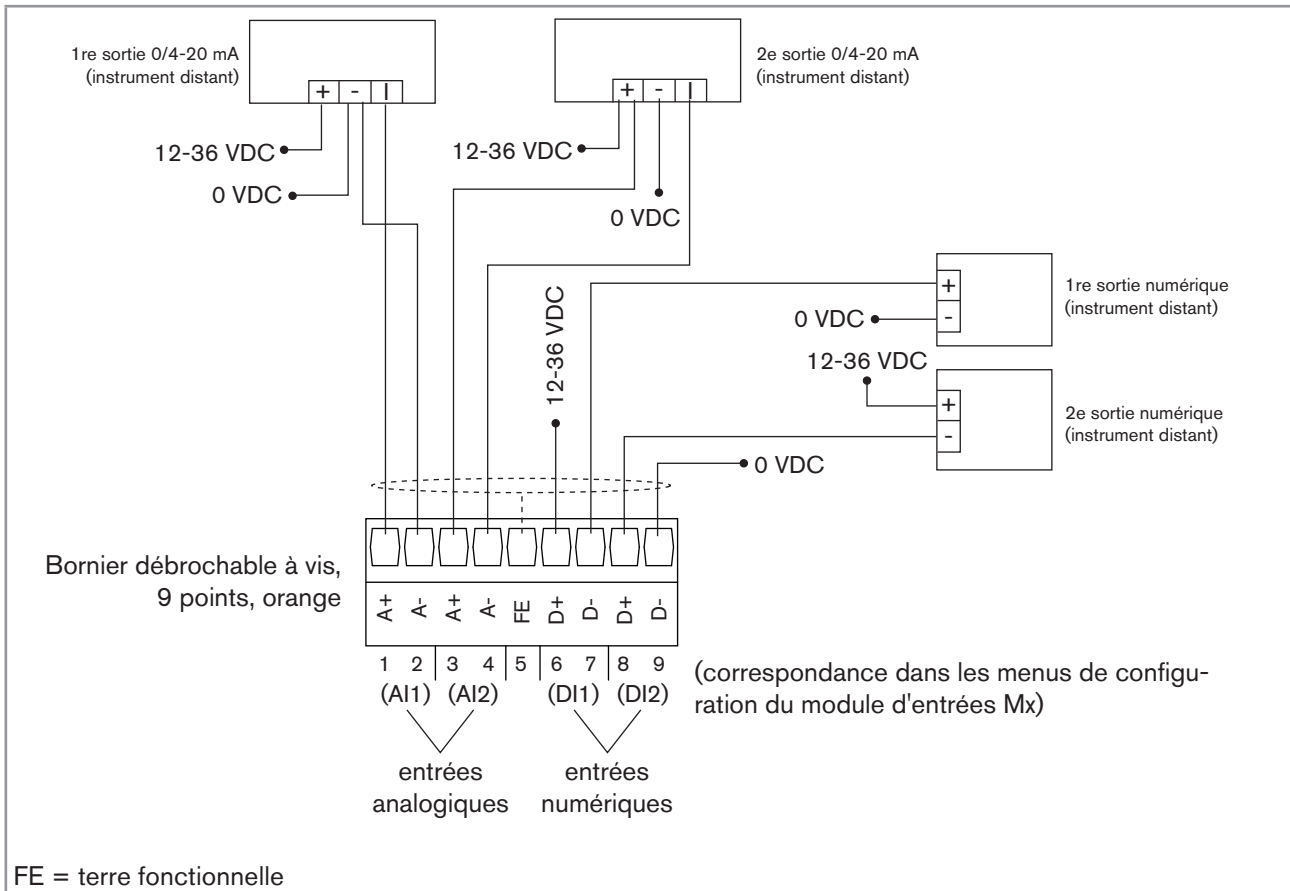 1re sortie 0/4-20 mA
(instrument distant)
+ - I
12-36 VDC
0 VDC
2e sortie 0/4-20 mA
(instrument distant)
+ - I
12-36 VDC
0 VDC
1re sortie numérique
(instrument distant)
+
-
0 VDC
12-36 VDC
12-36 VDC
2e sortie numérique
(instrument distant)
+
-
0 VDC
Bornier débrochable à vis,
9 points, orange
A+ A- A+ A- FE D+ D- D+ D-
1 2 3 4 5 6 7 8 9
(AI1) (AI2) (DI1) (DI2)
(correspondance dans les menus de configu-
ration du module d'entrées Mx)
entrées
analogiques
entrées
numériques
FE = terre fonctionnelle